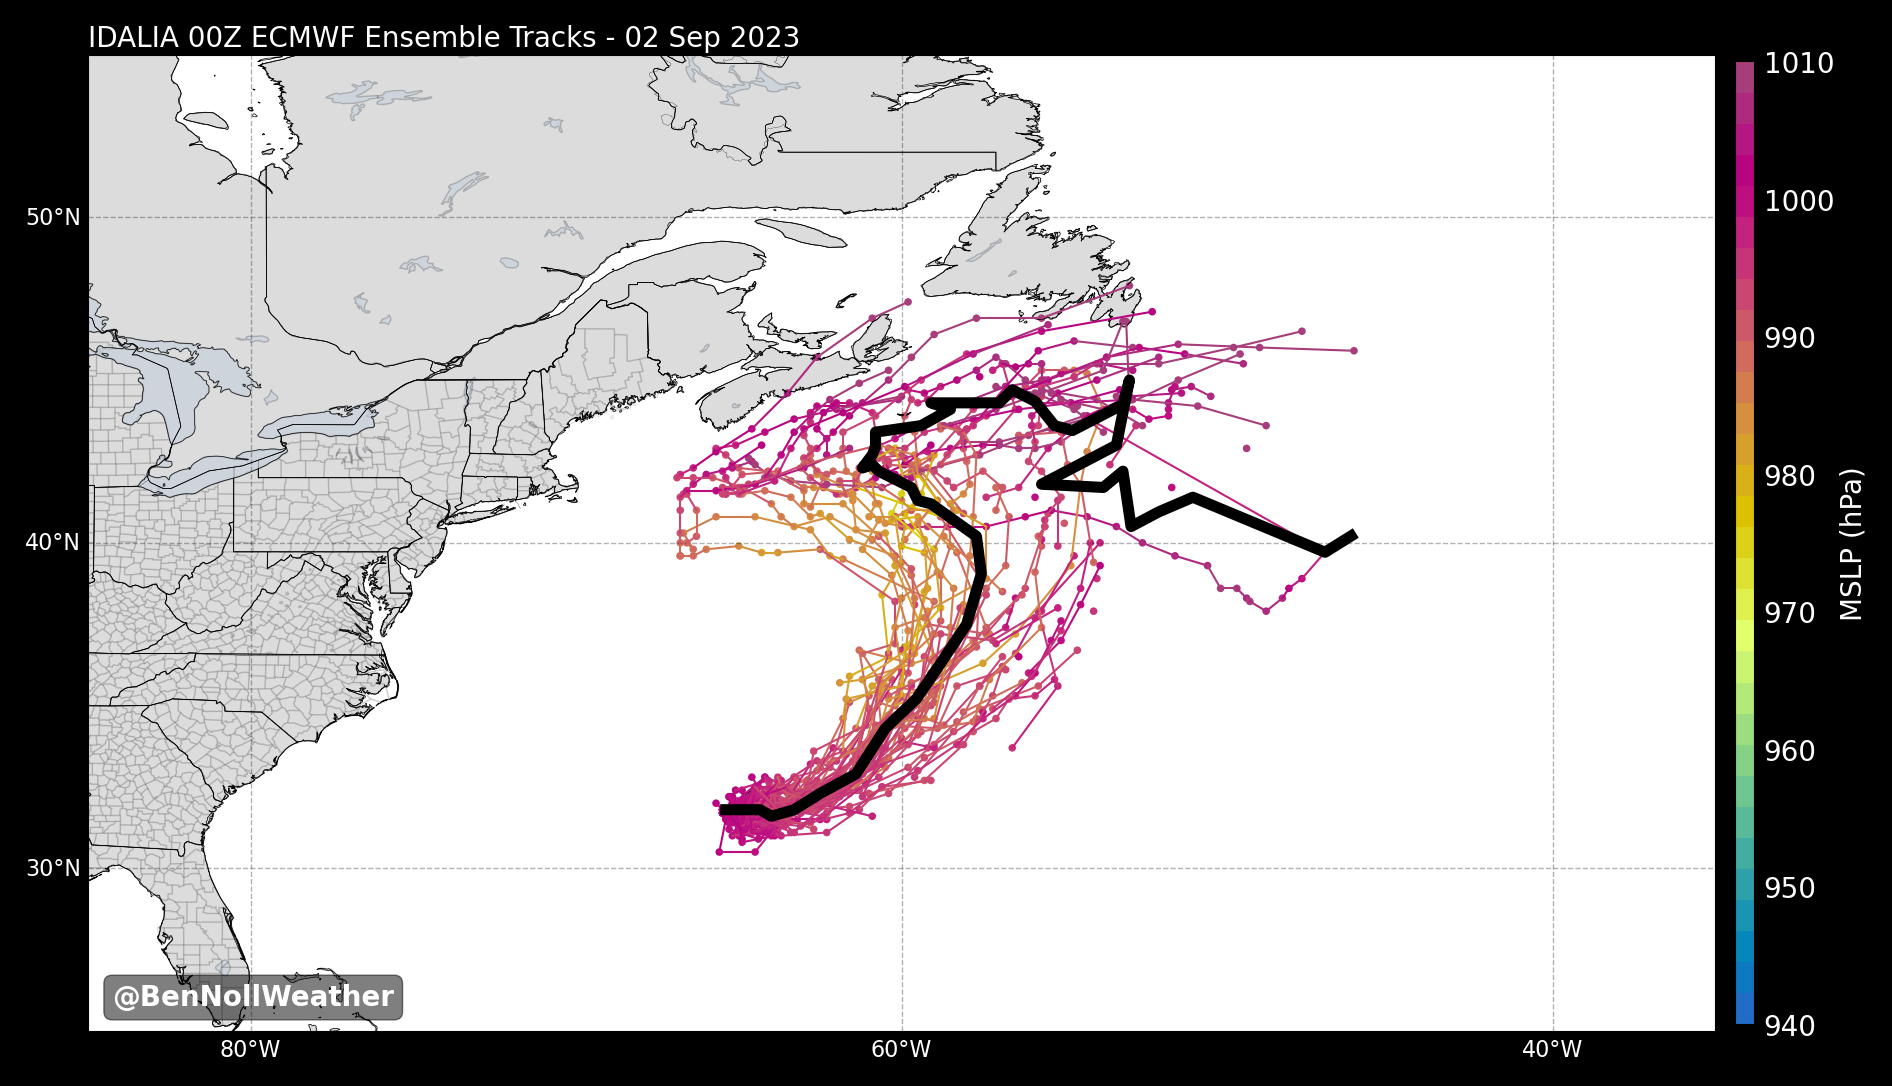 IDALIA 00Z ECMWF Ensemble Tracks - 02 Sep 2023
50°N
40°N
30°N
80°W
60°W
40°W
1010
1000
990
980
970
960
950
940
MSLP (hPa)
@BenNollWeather